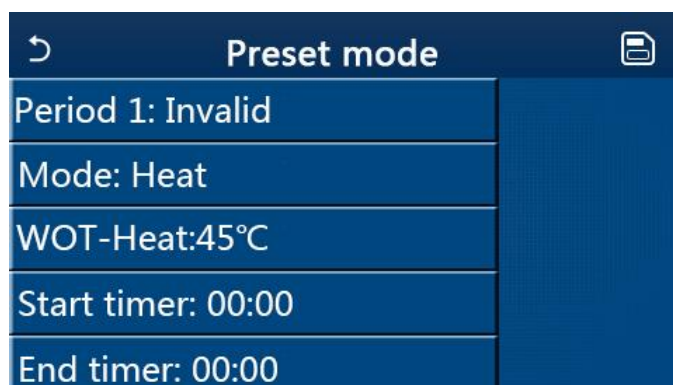 Preset mode
Period 1: Invalid
Mode: Heat
WOT-Heat:45℃
Start timer: 00:00
End timer: 00:00